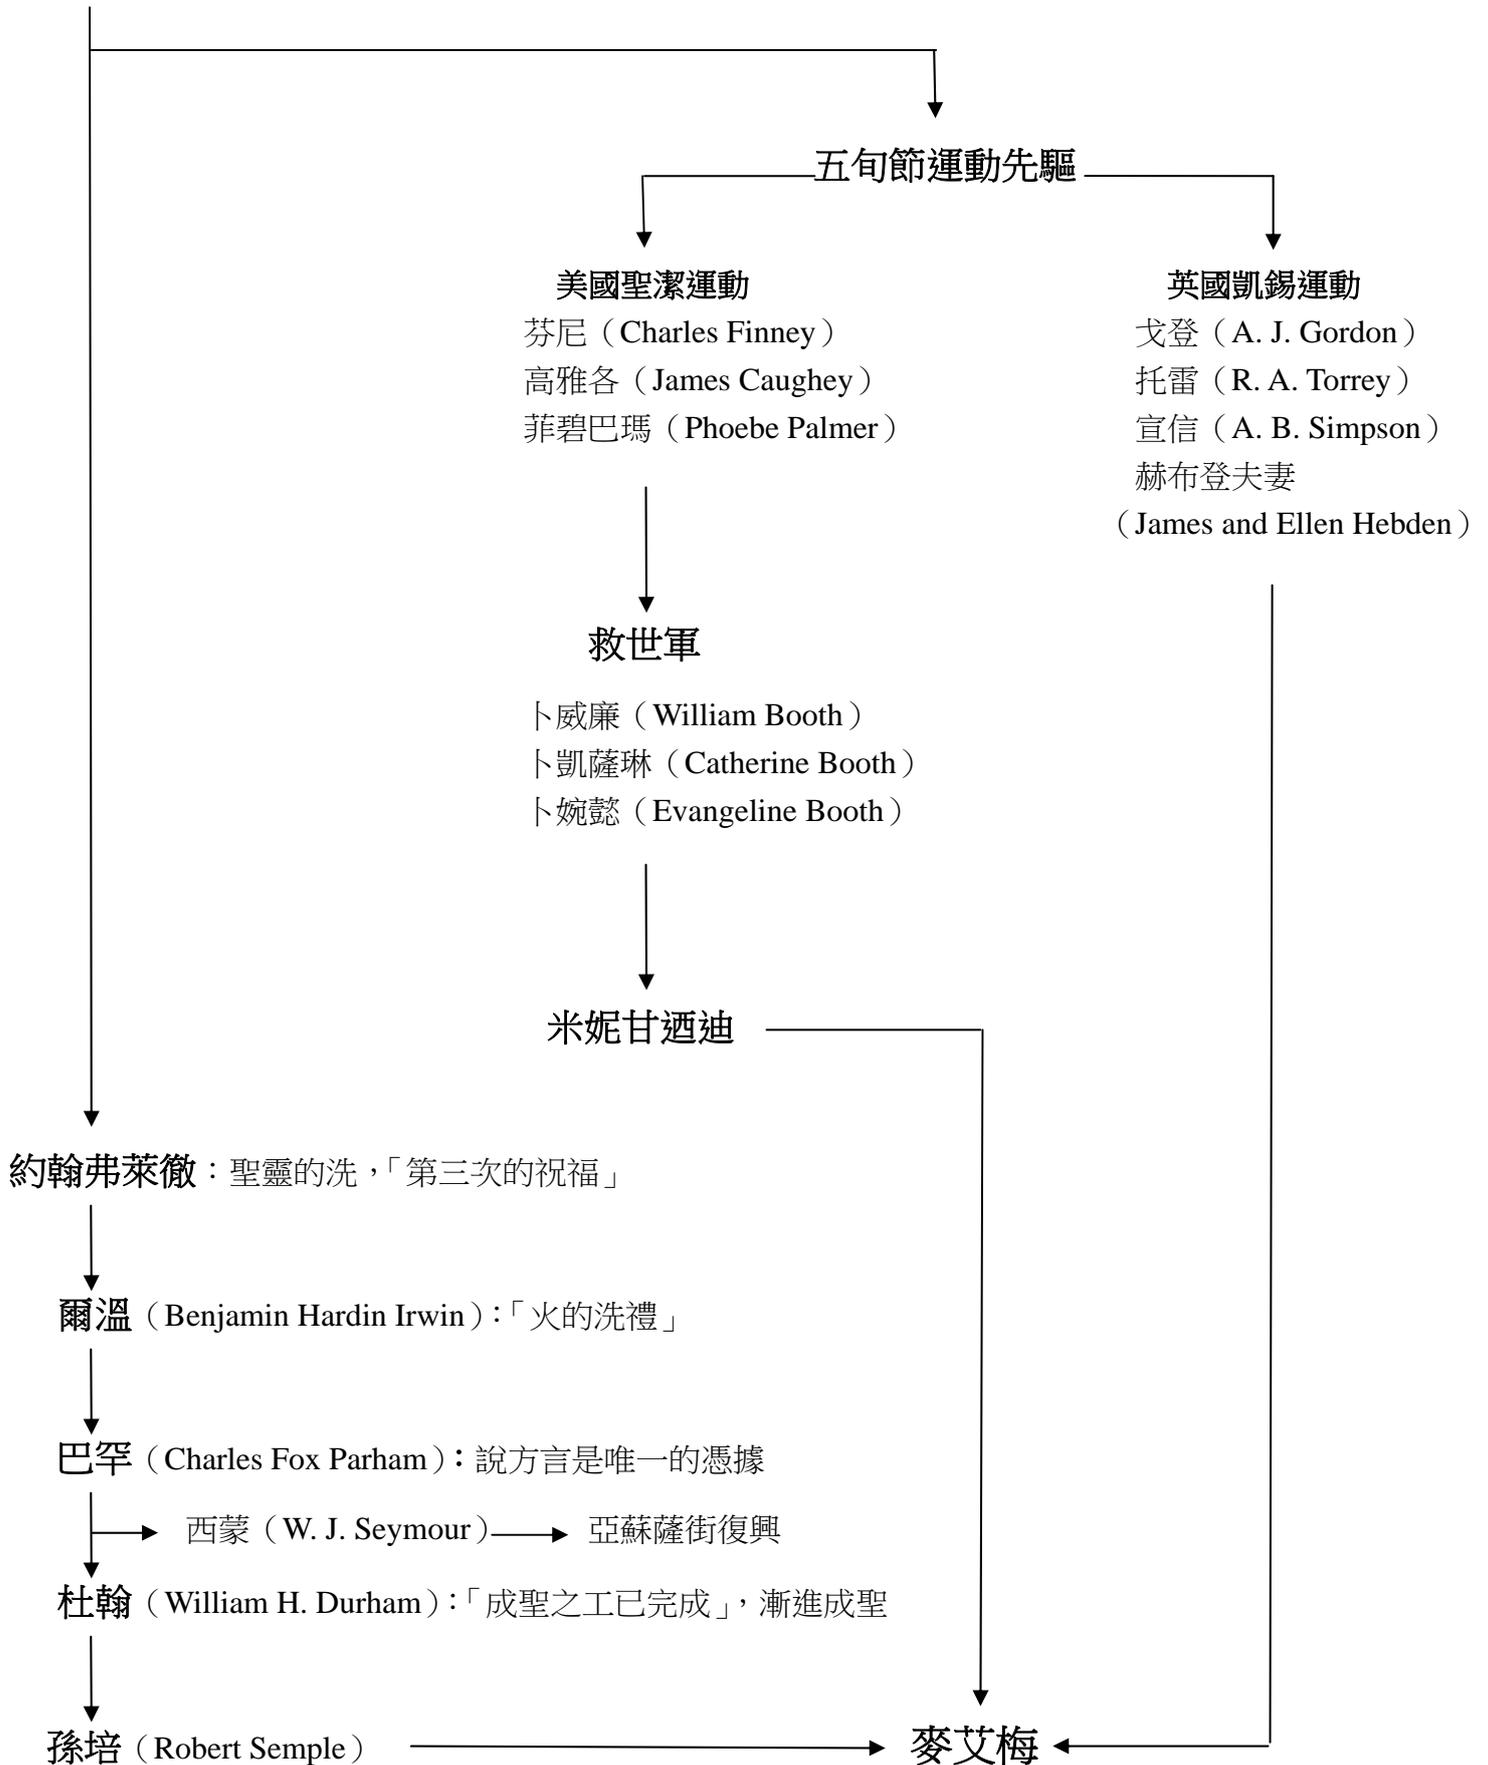 五旬節運動先驅
美國聖潔運動
芬尼（Charles Finney）
高雅各（James Caughey）
菲碧巴瑪（Phoebe Palmer）
英國凱錫運動
戈登（A. J. Gordon）
托雷（R. A. Torrey）
宣信（A. B. Simpson）
赫布登夫妻
（James and Ellen Hebden）
救世軍
卜威廉（William Booth）
卜凱薩琳（Catherine Booth）
卜婉懿（Evangeline Booth）
米妮甘迺迪
約翰弗萊徹：聖靈的洗，「第三次的祝福」
爾溫（Benjamin Hardin Irwin）：「火的洗禮」
巴罕（Charles Fox Parham）：說方言是唯一的憑據
西蒙（W. J. Seymour） 亞蘇薩街復興
杜翰（William H. Durham）：「成聖之工已完成」，漸進成聖
孫培（Robert Semple） 麥艾梅